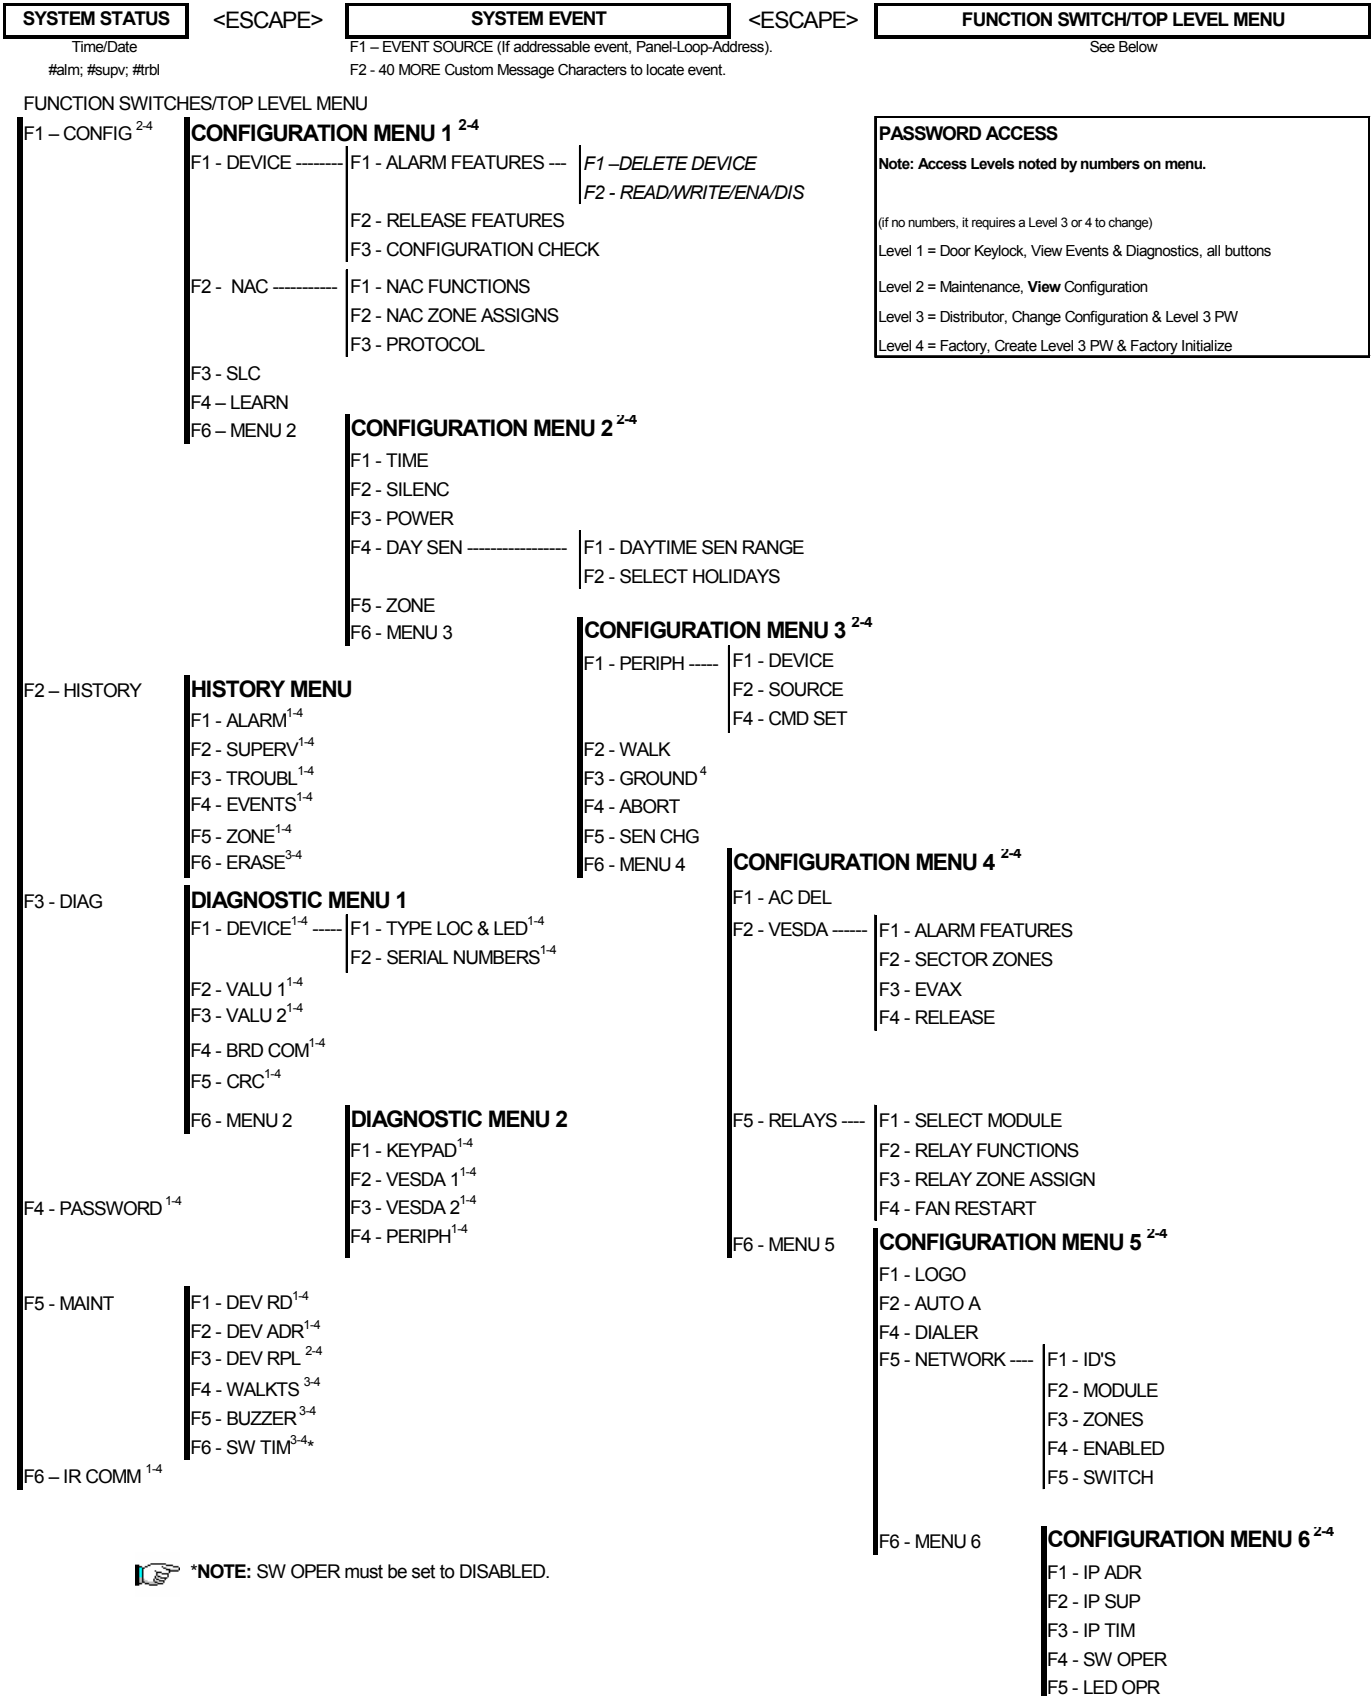 SYSTEM STATUS <ESCAPE> SYSTEM EVENT <ESCAPE> FUNCTION SWITCH/TOP LEVEL MENU
Time/Date F1 – EVENT SOURCE (If addressable event, Panel-Loop-Address). See Below
#alm; #supv; #trbl F2 - 40 MORE Custom Message Characters to locate event.
FUNCTION SWITCHES/TOP LEVEL MENU
F1 – CONFIG 2-4 CONFIGURATION MENU 1 2-4 PASSWORD ACCESS
F1 - DEVICE -------- F1 - ALARM FEATURES --- F1 –DELETE DEVICE Note: Access Levels noted by numbers on menu.
F2 - READ/WRITE/ENA/DIS
F2 - RELEASE FEATURES (if no numbers, it requires a Level 3 or 4 to change)
F3 - CONFIGURATION CHECK Level 1 = Door Keylock, View Events & Diagnostics, all buttons
F2 - NAC ----------- F1 - NAC FUNCTIONS Level 2 = Maintenance, View Configuration
F2 - NAC ZONE ASSIGNS Level 3 = Distributor, Change Configuration & Level 3 PW
F3 - PROTOCOL Level 4 = Factory, Create Level 3 PW & Factory Initialize
F3 - SLC
F4 – LEARN
F6 – MENU 2 CONFIGURATION MENU 2 2-4
F1 - TIME
F2 - SILENC
F3 - POWER
F4 - DAY SEN ----------------- F1 - DAYTIME SEN RANGE
F2 - SELECT HOLIDAYS
F5 - ZONE
F6 - MENU 3 CONFIGURATION MENU 3 2-4
F1 - PERIPH ----- F1 - DEVICE
F2 – HISTORY HISTORY MENU F2 - SOURCE
F1 - ALARM1-4 F4 - CMD SET
F2 - SUPERV1-4 F2 - WALK
F3 - TROUBL1-4 F3 - GROUND 4
F4 - EVENTS1-4 F4 - ABORT
F5 - ZONE1-4 F5 - SEN CHG
F6 - ERASE3-4 F6 - MENU 4 CONFIGURATION MENU 4 2-4
F3 - DIAG DIAGNOSTIC MENU 1 F1 - AC DEL
F1 - DEVICE1-4 ----- F1 - TYPE LOC & LED1-4 F2 - VESDA ------ F1 - ALARM FEATURES
F2 - SERIAL NUMBERS1-4 F2 - SECTOR ZONES
F2 - VALU 11-4 F3 - EVAX
F3 - VALU 21-4 F4 - RELEASE
F4 - BRD COM1-4
F5 - CRC1-4
F6 - MENU 2 DIAGNOSTIC MENU 2 F5 - RELAYS ---- F1 - SELECT MODULE
F1 - KEYPAD1-4 F2 - RELAY FUNCTIONS
F2 - VESDA 11-4 F3 - RELAY ZONE ASSIGN
F4 - PASSWORD 1-4 F3 - VESDA 21-4 F4 - FAN RESTART
F4 - PERIPH1-4 F6 - MENU 5 CONFIGURATION MENU 5 2-4
F1 - LOGO
F5 - MAINT F1 - DEV RD1-4 F2 - AUTO A
F2 - DEV ADR1-4 F4 - DIALER
F3 - DEV RPL 2-4 F5 - NETWORK ---- F1 - ID'S
F4 - WALKTS 3-4 F2 - MODULE
F5 - BUZZER 3-4 F3 - ZONES
F6 - SW TIM3-4* F4 - ENABLED
F6 – IR COMM 1-4 F5 - SWITCH
F6 - MENU 6 CONFIGURATION MENU 6 2-4
*NOTE: SW OPER must be set to DISABLED. F1 - IP ADR
F2 - IP SUP
F3 - IP TIM
F4 - SW OPER
F5 - LED OPR